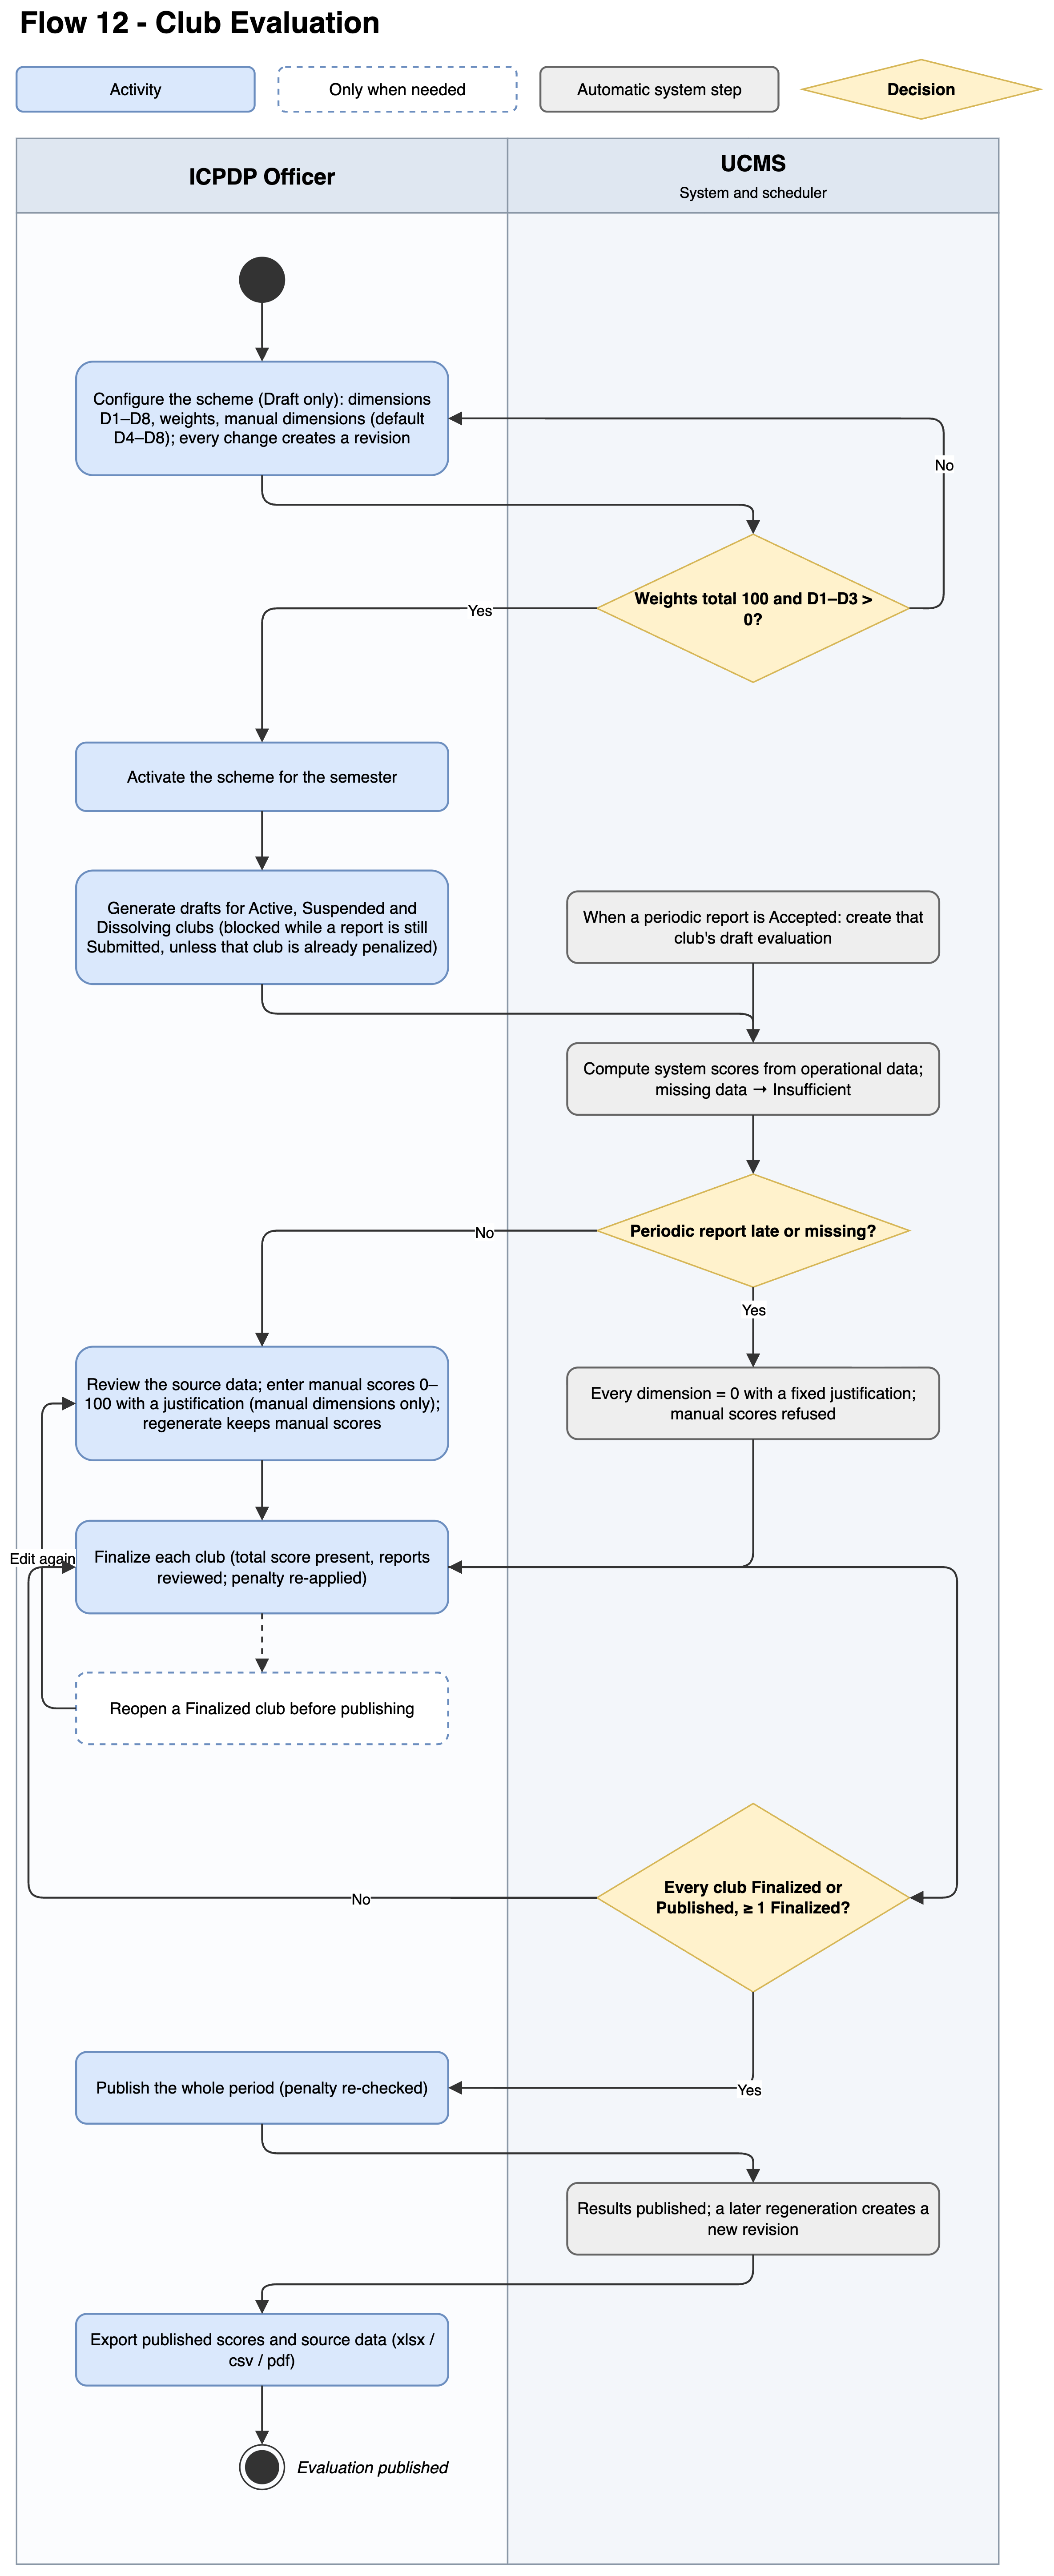 Flow 12 - Club Evaluation
Activity
Only when needed
Automatic system step
Decision
ICPDP Officer
UCMS
System and scheduler
Configure the scheme (Draft only): dimensions
D1–D8, weights, manual dimensions (default
D4–D8); every change creates a revision
No
Weights total 100 and D1–D3 >
0?
Yes
Activate the scheme for the semester
Generate drafts for Active, Suspended and
Dissolving clubs (blocked while a report is still
Submitted, unless that club is already penalized)
When a periodic report is Accepted: create that
club's draft evaluation
Compute system scores from operational data;
missing data → Insufficient
Periodic report late or missing?
No
Yes
Review the source data; enter manual scores 0–
100 with a justification (manual dimensions only);
regenerate keeps manual scores
Every dimension = 0 with a fixed justification;
manual scores refused
Edit again
Finalize each club (total score present, reports
reviewed; penalty re-applied)
Reopen a Finalized club before publishing
Every club Finalized or
Published, ≥ 1 Finalized?
No
Yes
Publish the whole period (penalty re-checked)
Results published; a later regeneration creates a
new revision
Export published scores and source data (xlsx /
csv / pdf)
Evaluation published